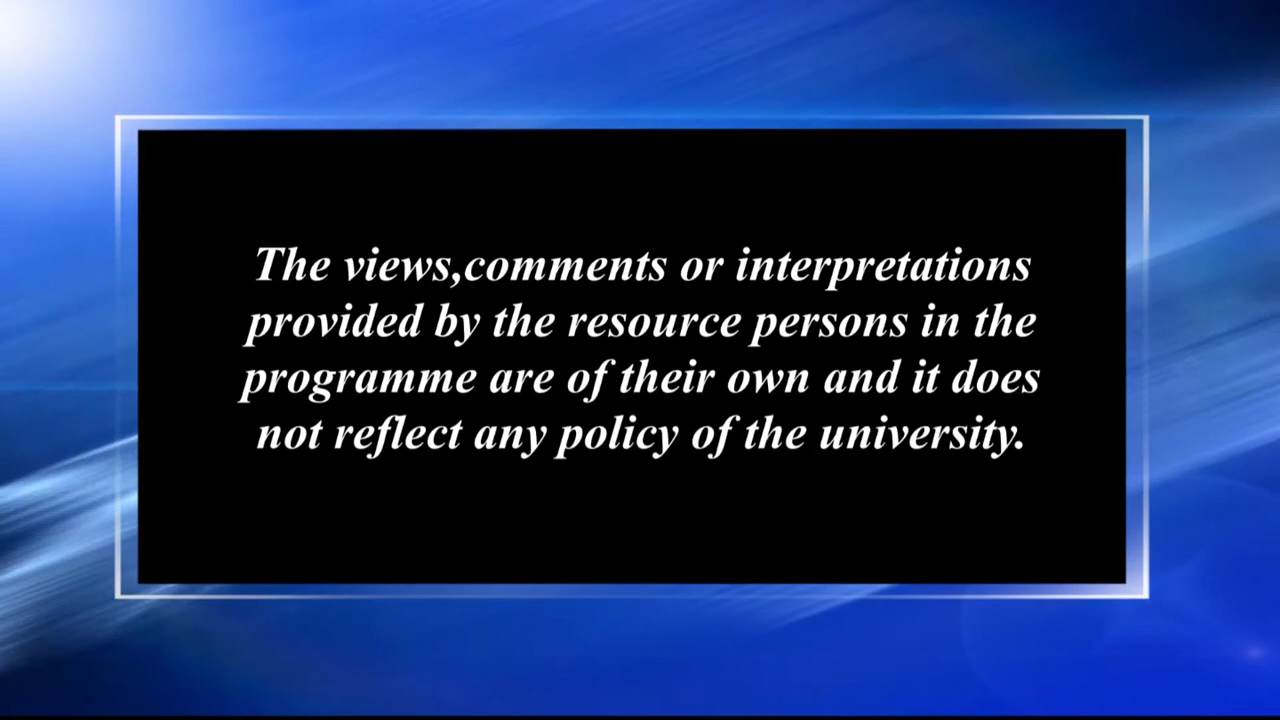 The views,comments or interpretations
provided by the resource persons in the
programme are of their own and it does
not reflect any policy of the university.